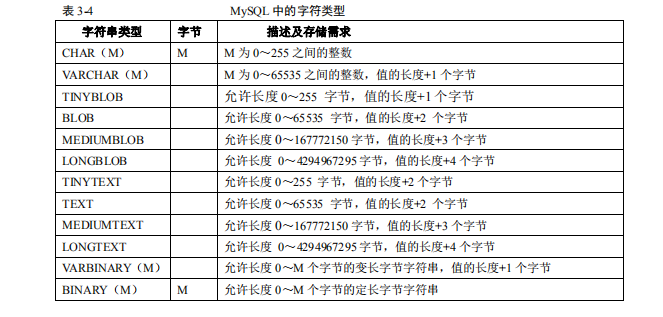 表 3-4 MySQL 中的字符类型
字符串类型 字节 描述及存储需求
CHAR（M） M M 为 0～255 之间的整数
VARCHAR（M） M 为 0～65535 之间的整数，值的长度+1 个字节
TINYBLOB 允许长度 0～255 字节，值的长度+1 个字节
BLOB 允许长度 0～65535 字节，值的长度+2 个字节
MEDIUMBLOB 允许长度 0～167772150 字节，值的长度+3 个字节
LONGBLOB 允许长度 0～4294967295 字节，值的长度+4 个字节
TINYTEXT 允许长度 0～255 字节，值的长度+2 个字节
TEXT 允许长度 0～65535 字节，值的长度+2 个字节
MEDIUMTEXT 允许长度 0～167772150 字节，值的长度+3 个字节
LONGTEXT 允许长度 0～4294967295 字节，值的长度+4 个字节
VARBINARY（M） 允许长度 0～M 个字节的变长字节字符串，值的长度+1 个字节
BINARY（M） M 允许长度 0～M 个字节的定长字节字符串